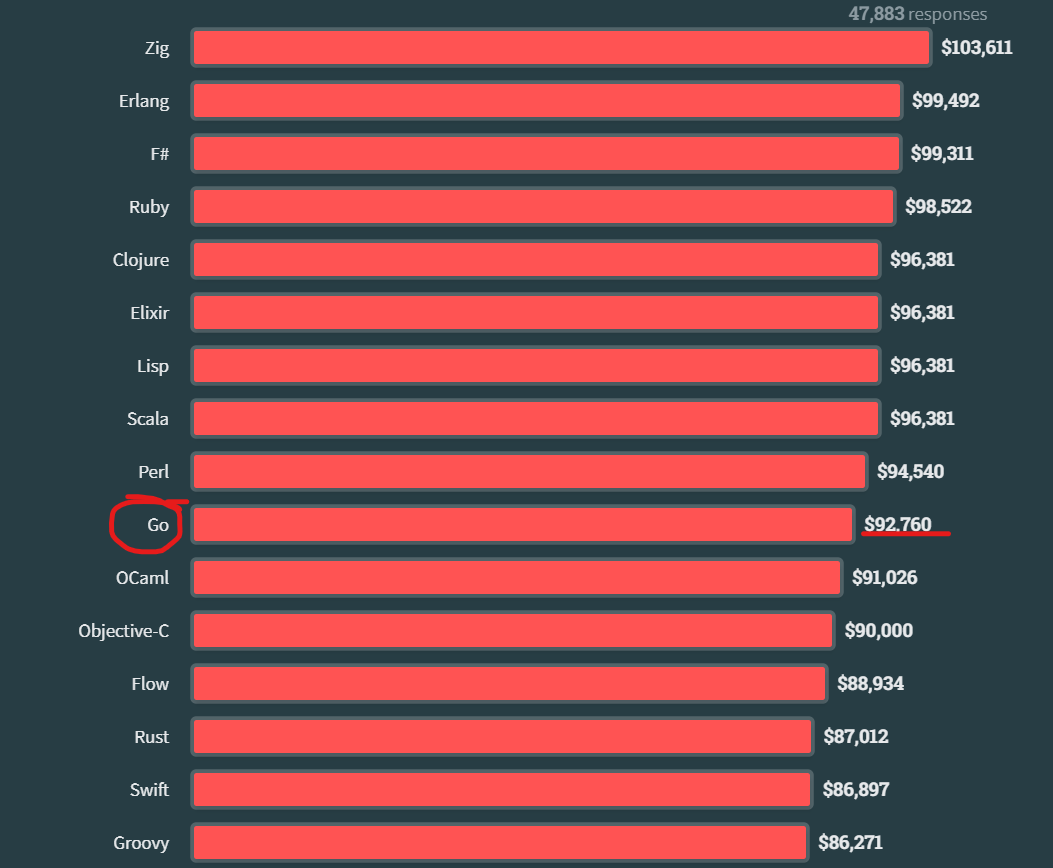 47,883 responses
Zig $103,611
Erlang $99,492
F# $99,311
Ruby $98,522
Clojure $96,381
Elixir $96,381
Lisp $96,381
Scala $96,381
Perl $94,540
Go $92,760
OCaml $91,026
Objective-C $90,000
Flow $88,934
Rust $87,012
Swift $86,897
Groovy $86,271